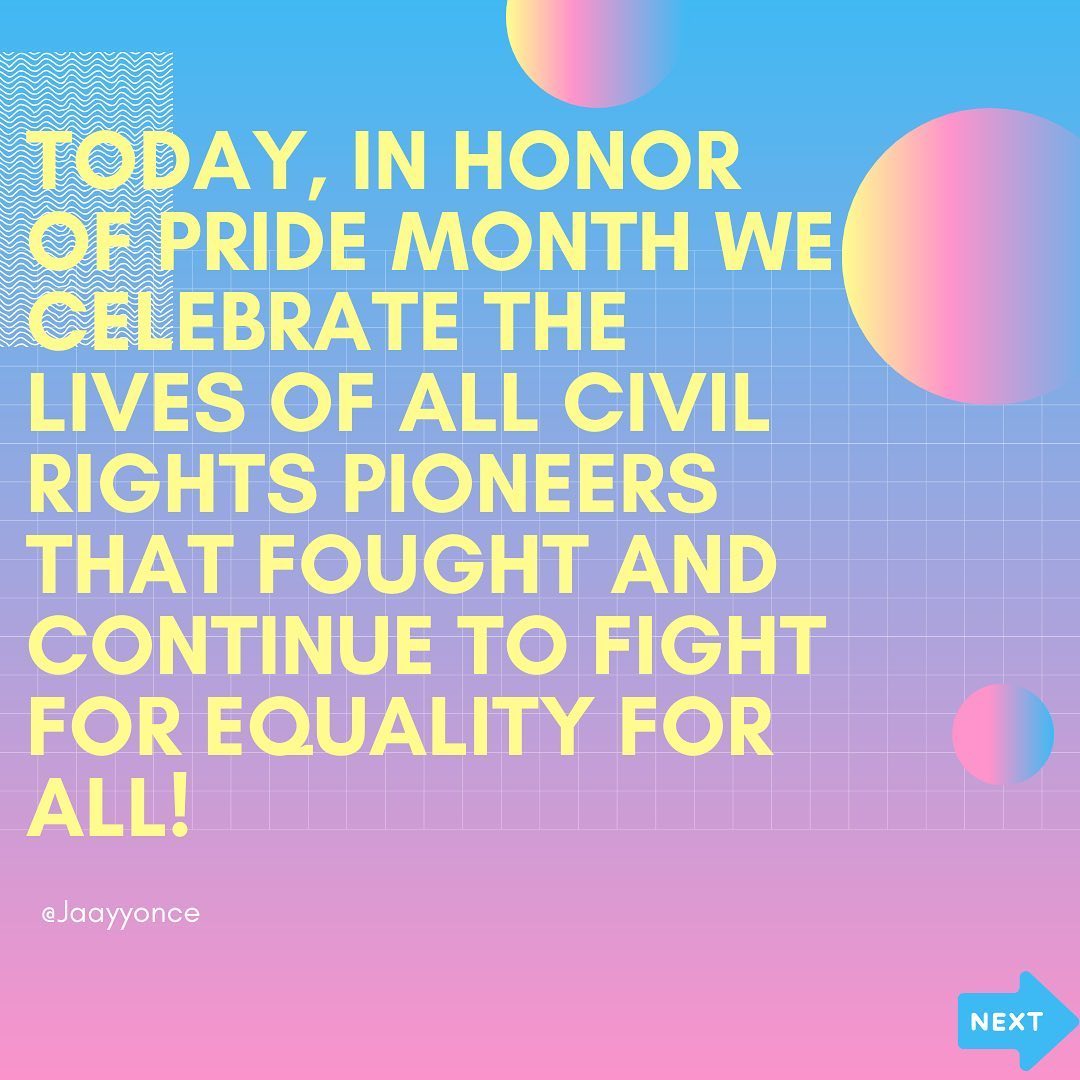 TODAY, IN HONOR
OF PRIDE MONTH WE
CELEBRATE THE
LIVES OF ALL CIVIL
RIGHTS PIONEERS
THAT FOUGHT AND
CONTINUE TO FIGHT
FOR EQUALITY FOR
ALL!
@Jaayyonce
NEXT